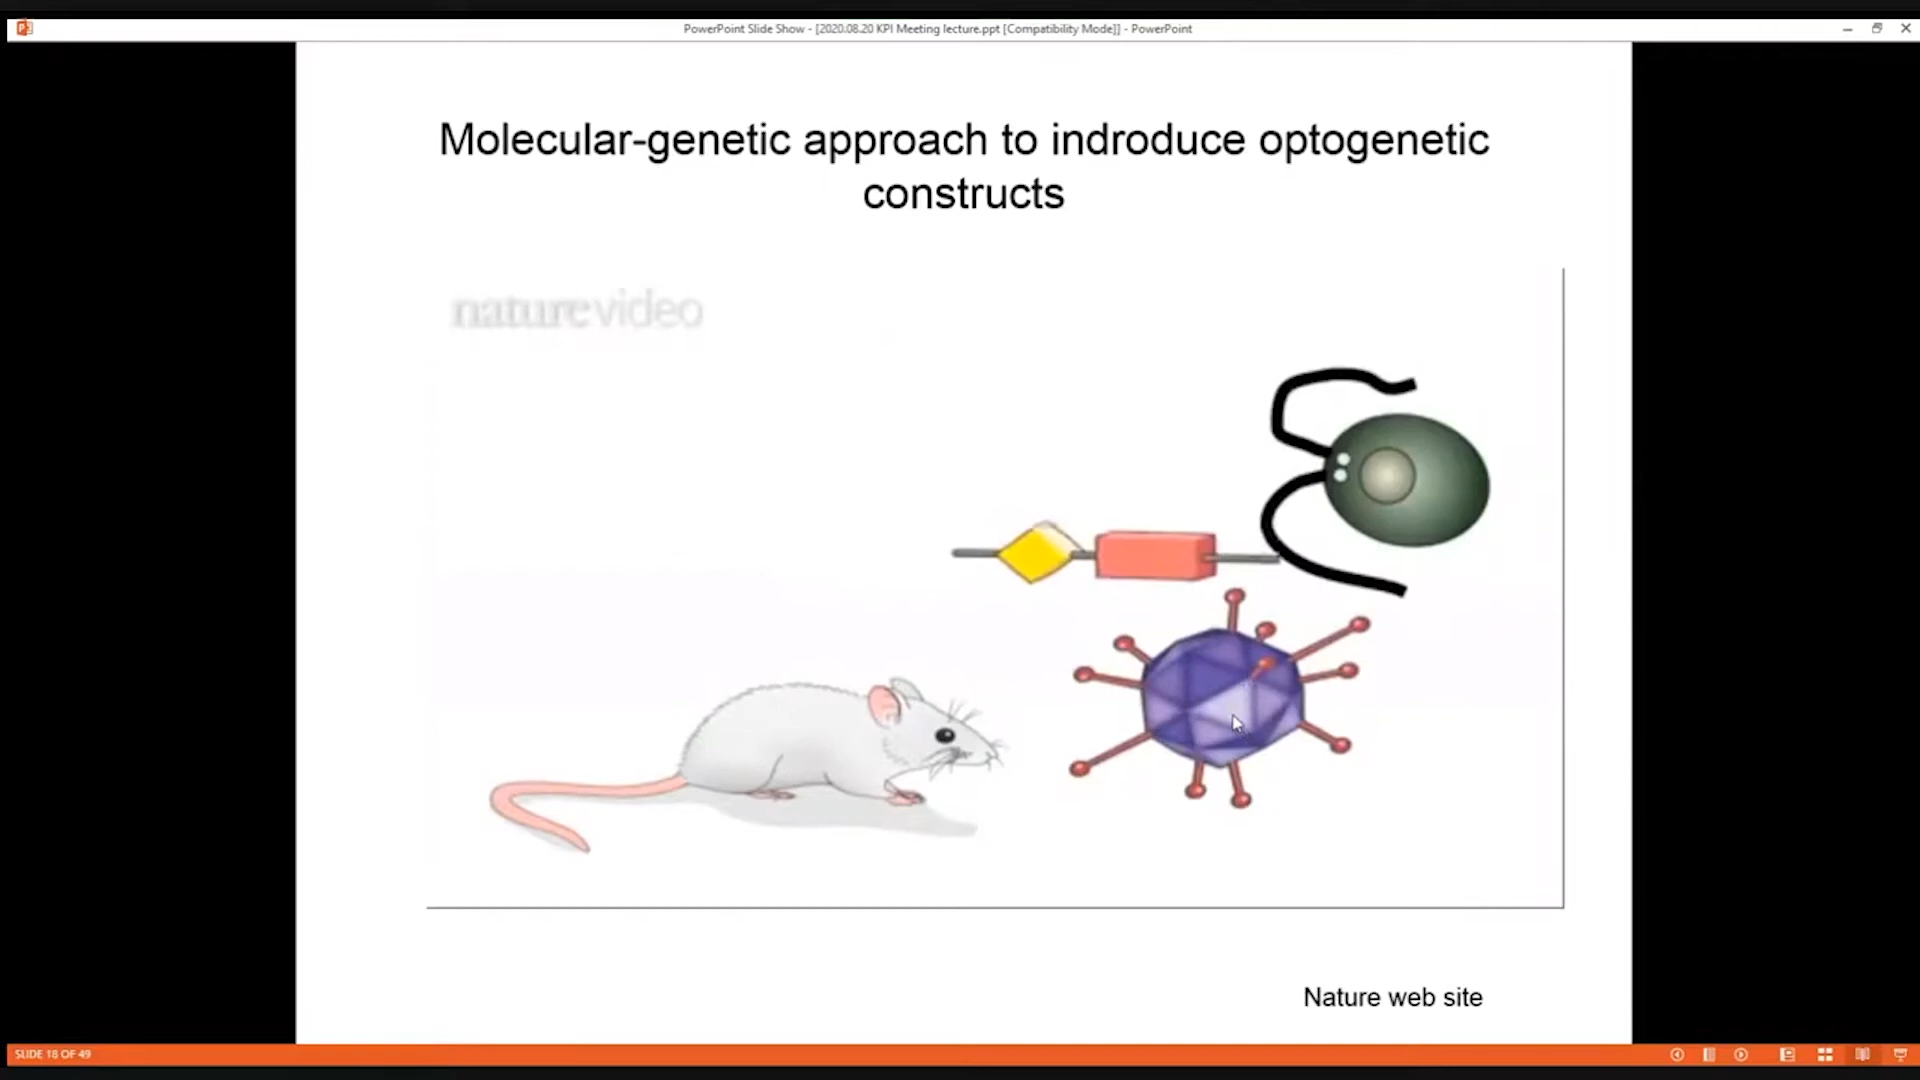 PowerPoint Slide Show - [2020.08.20 KPI Meeting lecture.ppt [Compatibility Mode]] - PowerPoint
Molecular-genetic approach to indroduce optogenetic
constructs
naturevideo
Nature web site
SLIDE 18 OF 49